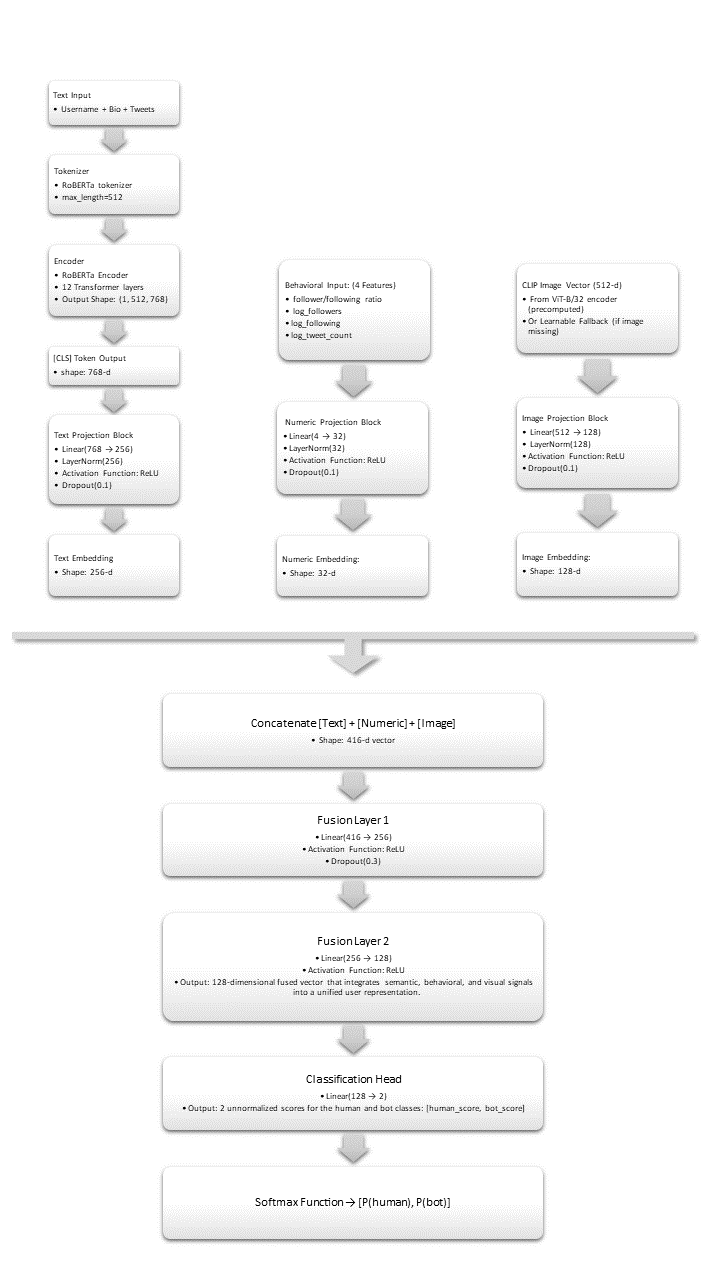 Text Input
• Username + Bio + Tweets
Tokenizer
• RoBERTa tokenizer
• max_length=512
Encoder
• RoBERTa Encoder
• 12 Transformer layers
• Output Shape: (1, 512, 768)
[CLS] Token Output
• shape: 768-d
Text Projection Block
• Linear(768 → 256)
• LayerNorm(256)
• Activation Function: ReLU
• Dropout(0.1)
Text Embedding
• Shape: 256-d
Behavioral Input: (4 Features)
• follower/following ratio
• log_followers
• log_following
• log_tweet_count
Numeric Projection Block
• Linear(4 → 32)
• LayerNorm(32)
• Activation Function: ReLU
• Dropout(0.1)
Numeric Embedding:
• Shape: 32-d
CLIP Image Vector (512-d)
• From ViT-B/32 encoder
(precomputed)
• Or Learnable Fallback (if image
missing)
Image Projection Block
• Linear(512 → 128)
• LayerNorm(128)
• Activation Function: ReLU
• Dropout(0.1)
Image Embedding:
• Shape: 128-d
Concatenate [Text] + [Numeric] + [Image]
• Shape: 416-d vector
Fusion Layer 1
• Linear(416 → 256)
• Activation Function: ReLU
• Dropout(0.3)
Fusion Layer 2
• Linear(256 → 128)
• Activation Function: ReLU
• Output: 128-dimensional fused vector that integrates semantic, behavioral, and visual signals
into a unified user representation.
Classification Head
• Linear(128 → 2)
• Output: 2 unnormalized scores for the human and bot classes: [human_score, bot_score]
Softmax Function → [P(human), P(bot)]